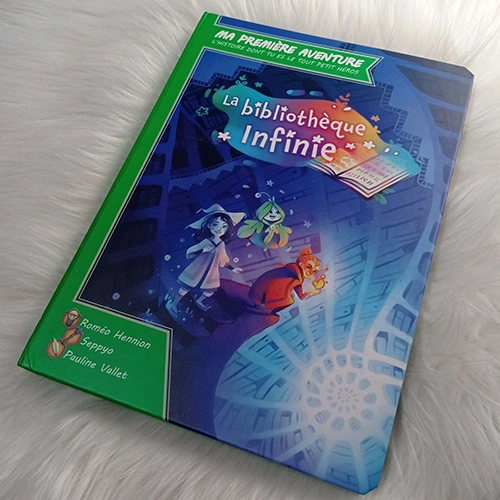 MA PREMIÈRE AVENTURE
L'HISTOIRE DONT TU ES LE TOUT PETIT HÉROS
La bibliothèque
Infinie
Roméo Hennion
Seppyo
Pauline Vallet